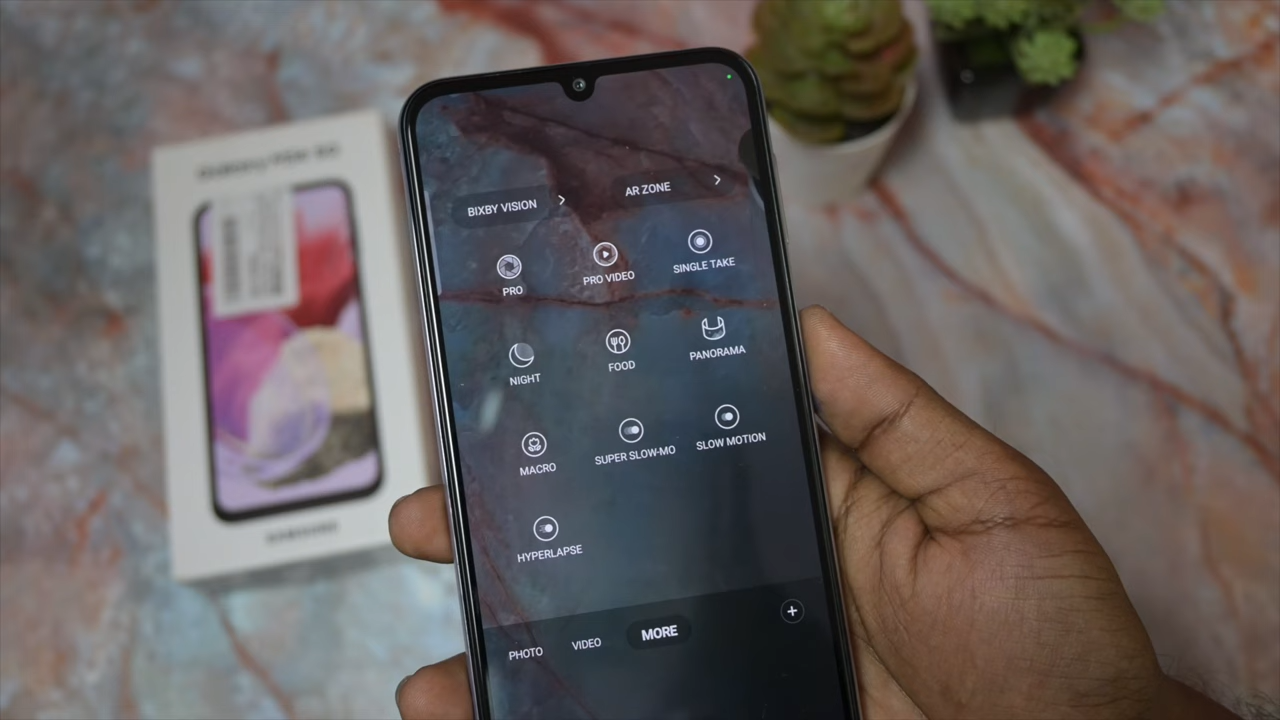 BIXBY VISION
AR ZONE
PRO
PRO VIDEO
SINGLE TAKE
NIGHT
FOOD
PANORAMA
MACRO
SUPER SLOW-MO
SLOW MOTION
HYPERLAPSE
PHOTO
VIDEO
MORE
SAMSUNG